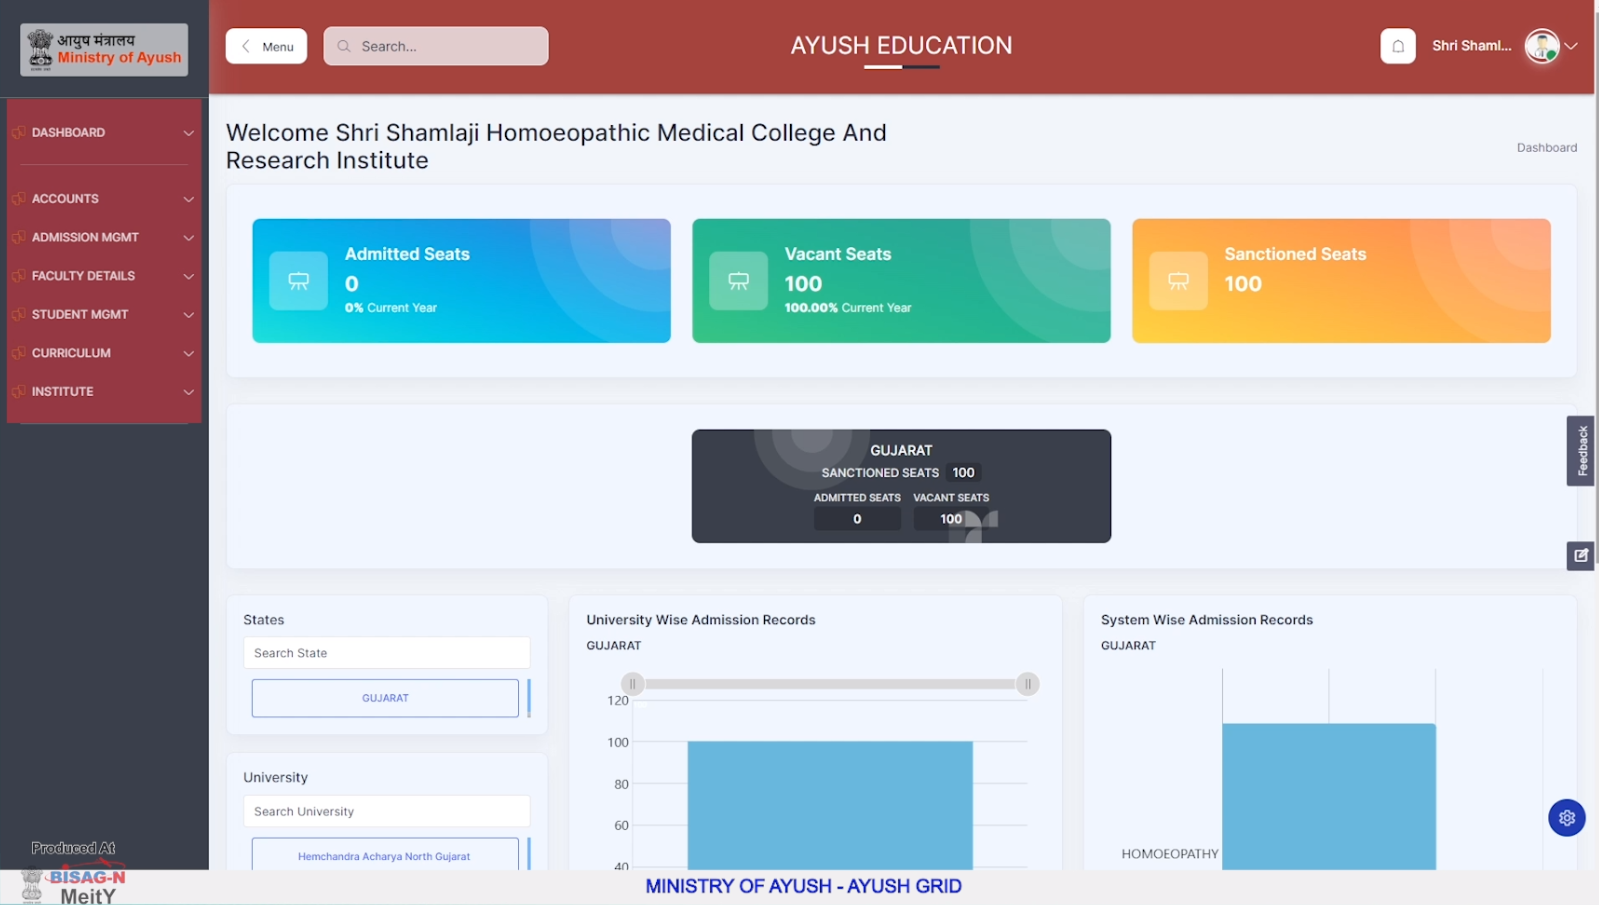 आयुष मंत्रालय
Ministry of Ayush
Menu
Search...
AYUSH EDUCATION
Shri Shaml...
DASHBOARD
ACCOUNTS
ADMISSION MGMT
FACULTY DETAILS
STUDENT MGMT
CURRICULUM
INSTITUTE
Welcome Shri Shamlaji Homoeopathic Medical College And
Research Institute
Dashboard
Admitted Seats
0
0% Current Year
Vacant Seats
100
100.00% Current Year
Sanctioned Seats
100
GUJARAT
SANCTIONED SEATS 100
ADMITTED SEATS VACANT SEATS
0 100
Feedback
States
Search State
GUJARAT
University
Search University
Hemchandra Acharya North Gujarat
University Wise Admission Records
GUJARAT
120
100
80
60
40
System Wise Admission Records
GUJARAT
HOMOEOPATHY
Produced At
BISAG-N
MeitY
MINISTRY OF AYUSH - AYUSH GRID